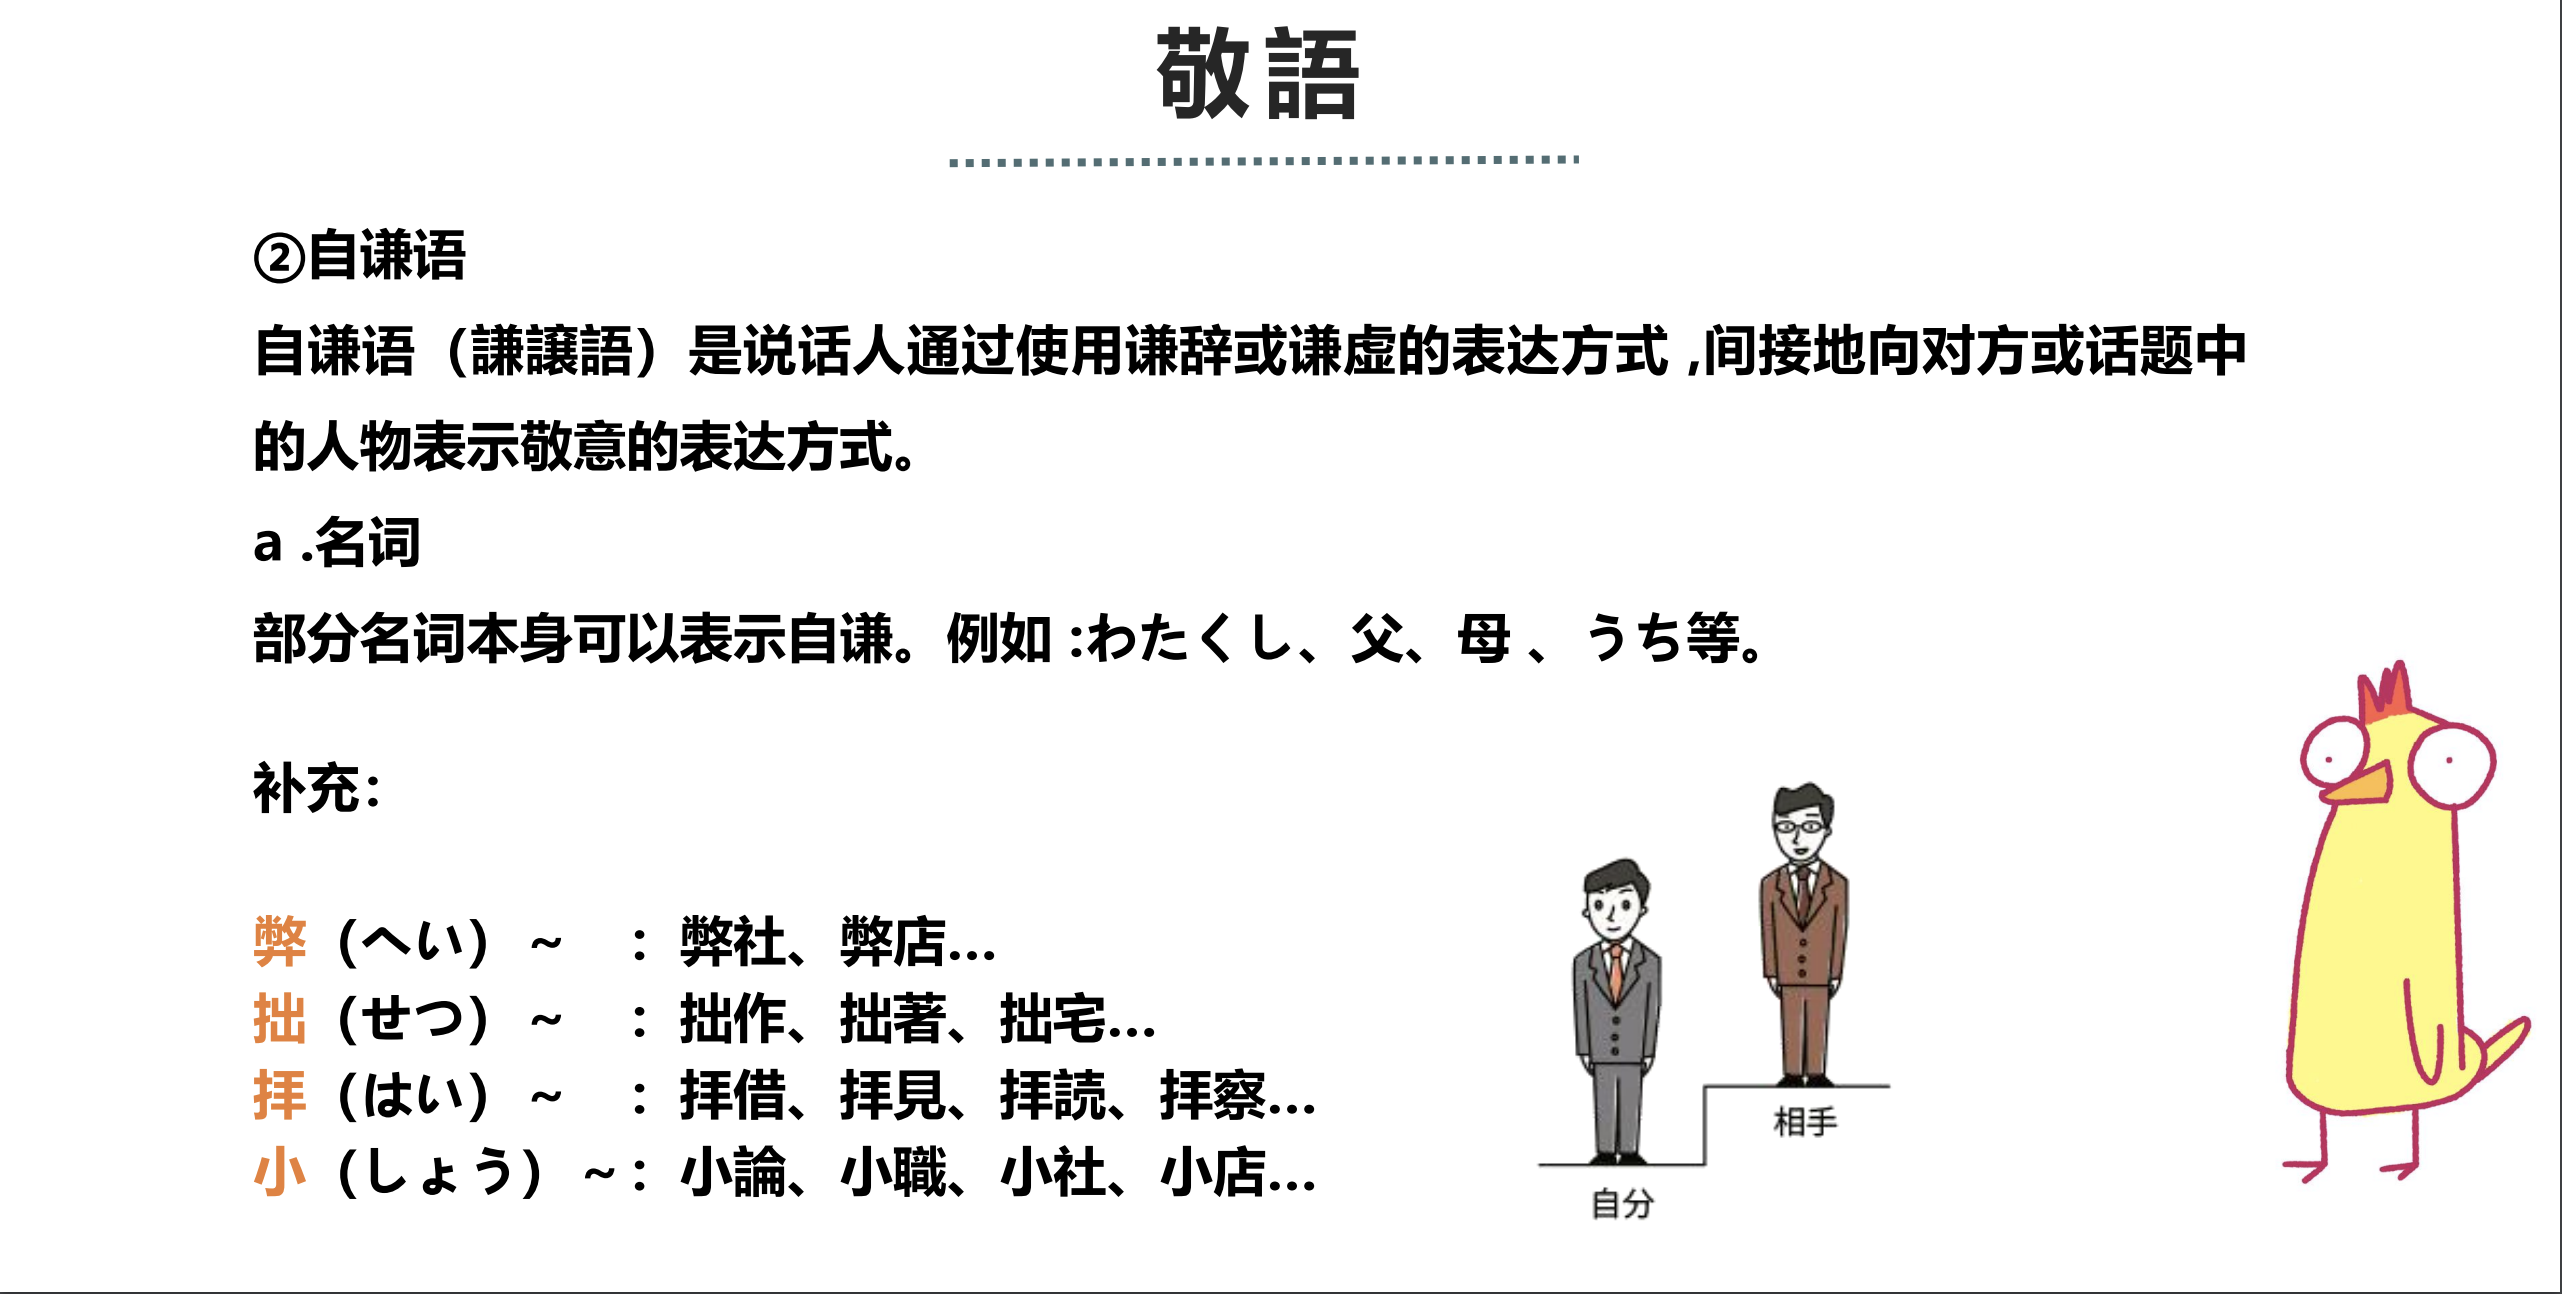 敬語
②自谦语
自谦语（謙譲語）是说话人通过使用谦辞或谦虚的表达方式 ,间接地向对方或话题中
的人物表示敬意的表达方式。
a .名词
部分名词本身可以表示自谦。例如 :わたくし、父、母 、うち等。
补充：
弊（へい）～　：弊社、弊店…
拙（せつ）～　：拙作、拙著、拙宅…
拝（はい）～　：拝借、拝見、拝読、拝察…
小（しょう）～：小論、小職、小社、小店…
相手
自分